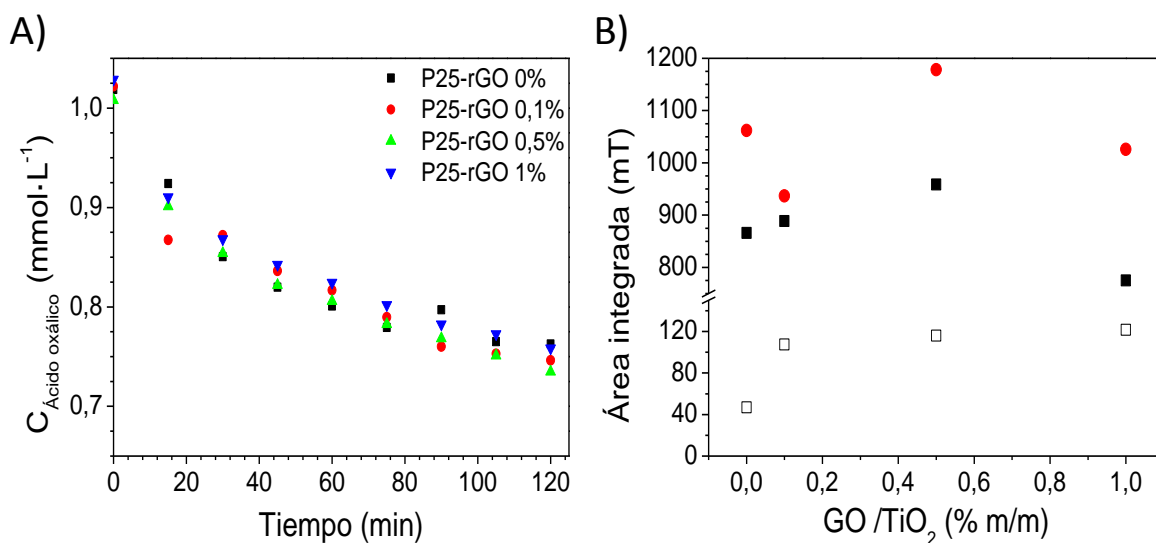 A)
1,0
0,9
0,8
0,7
C Ácido oxálico (mmol·L⁻¹)
0 20 40 60 80 100 120
Tiempo (min)
P25-rGO 0%
P25-rGO 0,1%
P25-rGO 0,5%
P25-rGO 1%
B)
1200
1100
1000
900
800
120
80
40
0
Área integrada (mT)
0,0 0,2 0,4 0,6 0,8 1,0
GO /TiO₂ (% m/m)